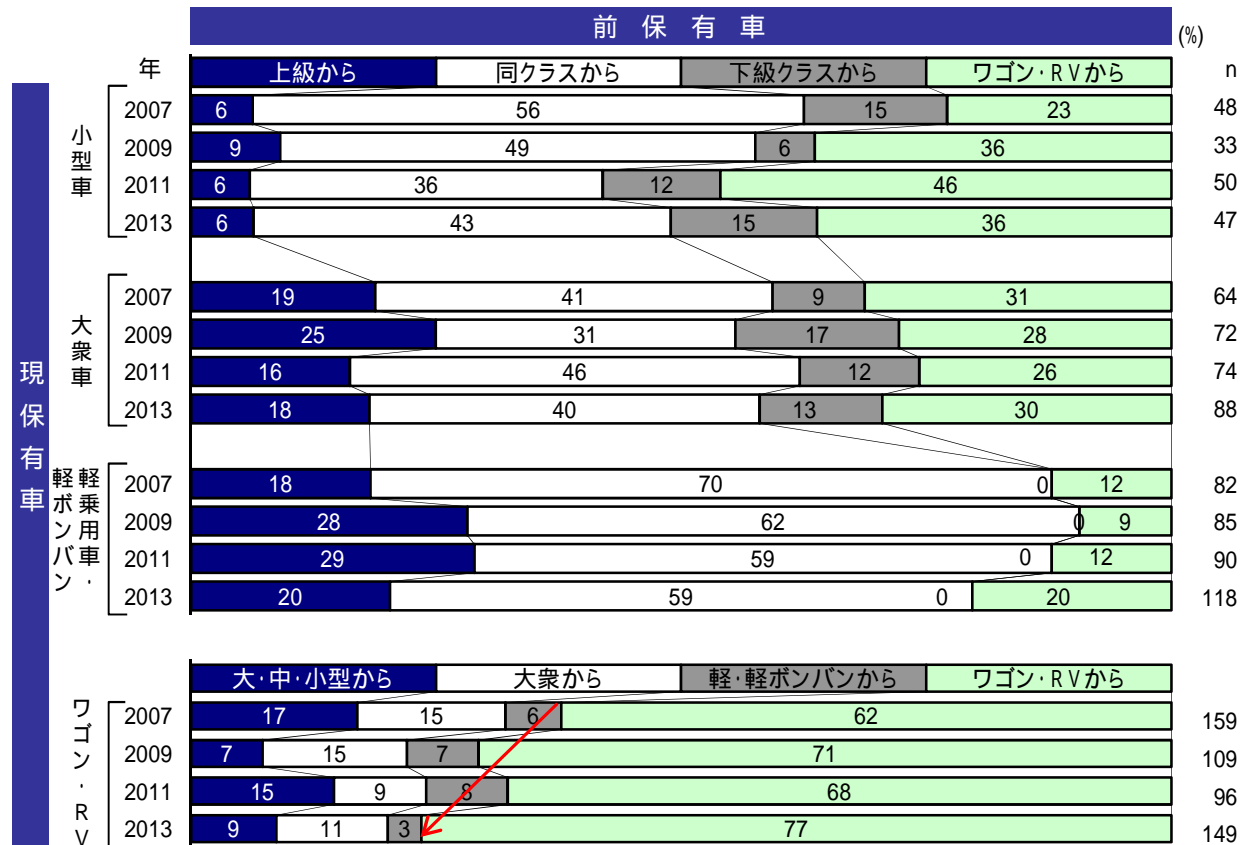 前保有車
(%)
年 上級から 同クラスから 下級クラスから ワゴン・RVから n
現保有車
小型車
2007 6 56 15 23 48
2009 9 49 6 36 33
2011 6 36 12 46 50
2013 6 43 15 36 47
大衆車
2007 19 41 9 31 64
2009 25 31 17 28 72
2011 16 46 12 26 74
2013 18 40 13 30 88
軽乗用車・
軽ボンバン
2007 18 70 0 12 82
2009 28 62 0 9 85
2011 29 59 0 12 90
2013 20 59 0 20 118
大・中・小型から 大衆から 軽・軽ボンバンから ワゴン・RVから
ワゴン・RV
2007 17 15 6 62 159
2009 7 15 7 71 109
2011 15 9 8 68 96
2013 9 11 3 77 149